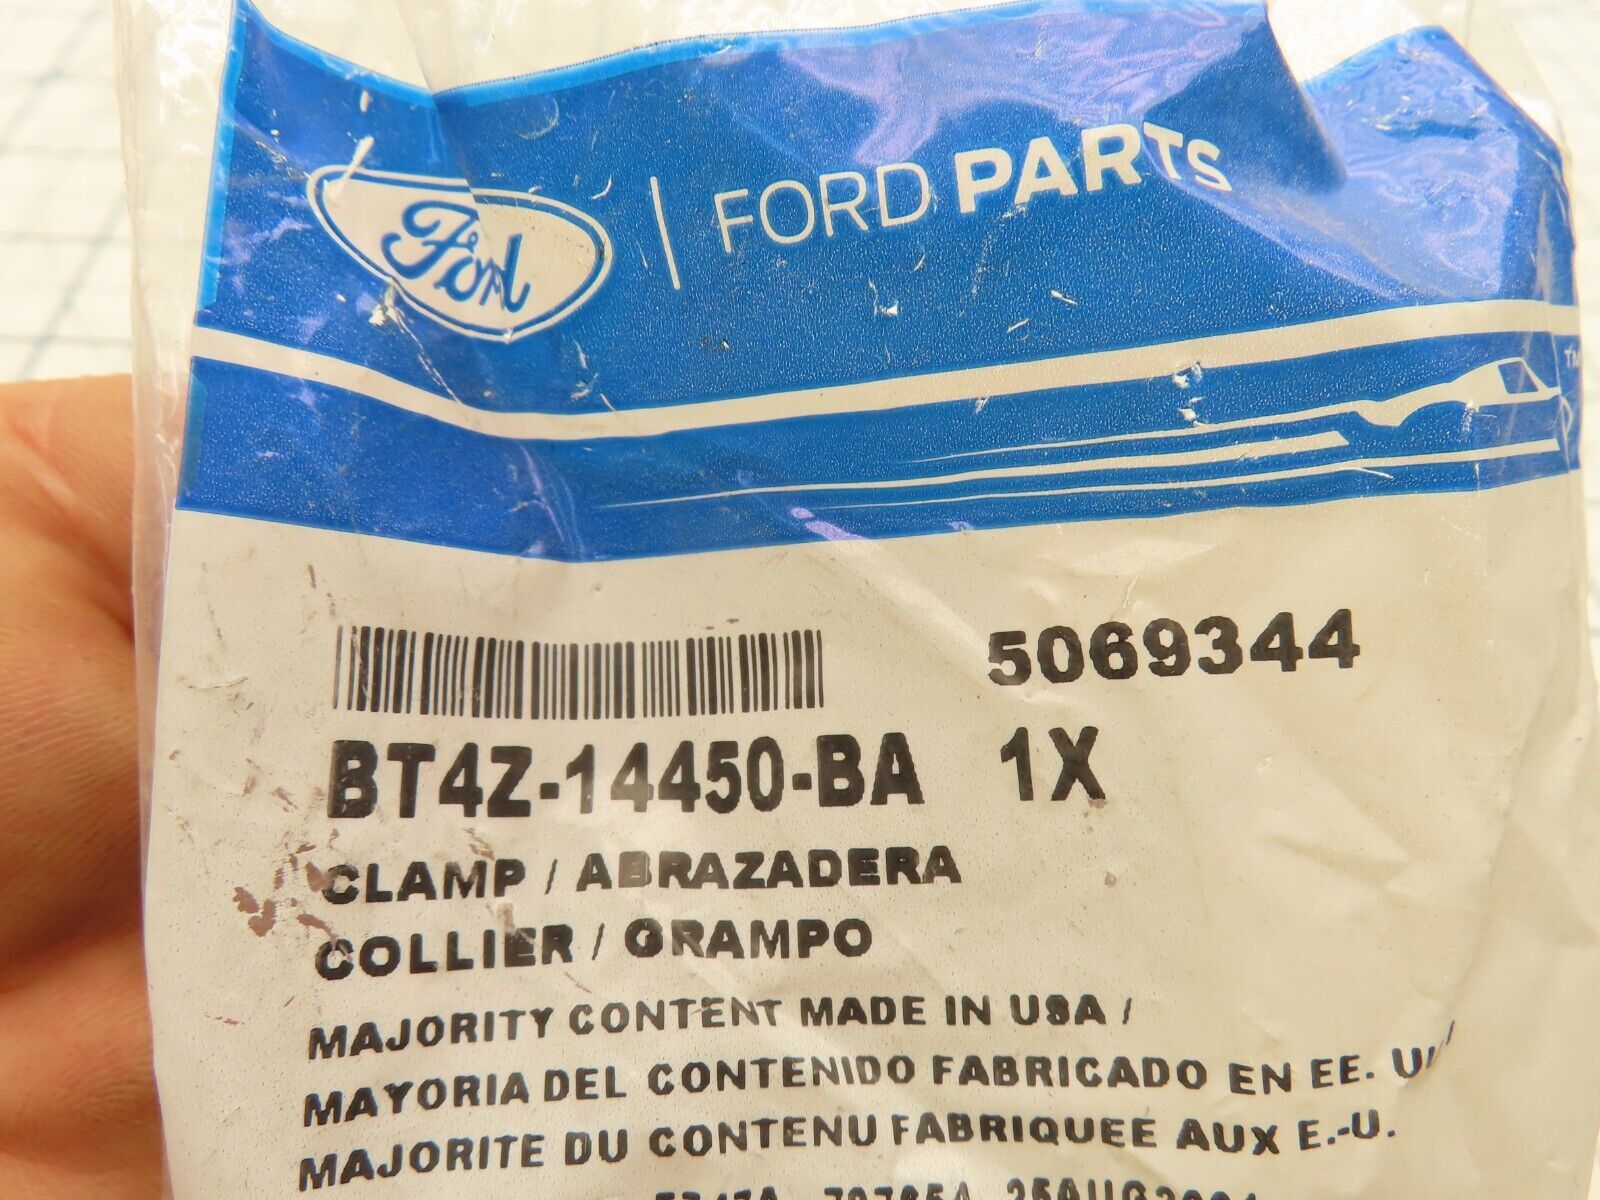 Ford | FORD PARTS
TM
5069344
BT4Z-14450-BA 1X
CLAMP / ABRAZADERA
COLLIER / GRAMPO
MAJORITY CONTENT MADE IN USA /
MAYORIA DEL CONTENIDO FABRICADO EN EE.
MAJORITE DU CONTENU FABRIQUEE AUX E.-U.